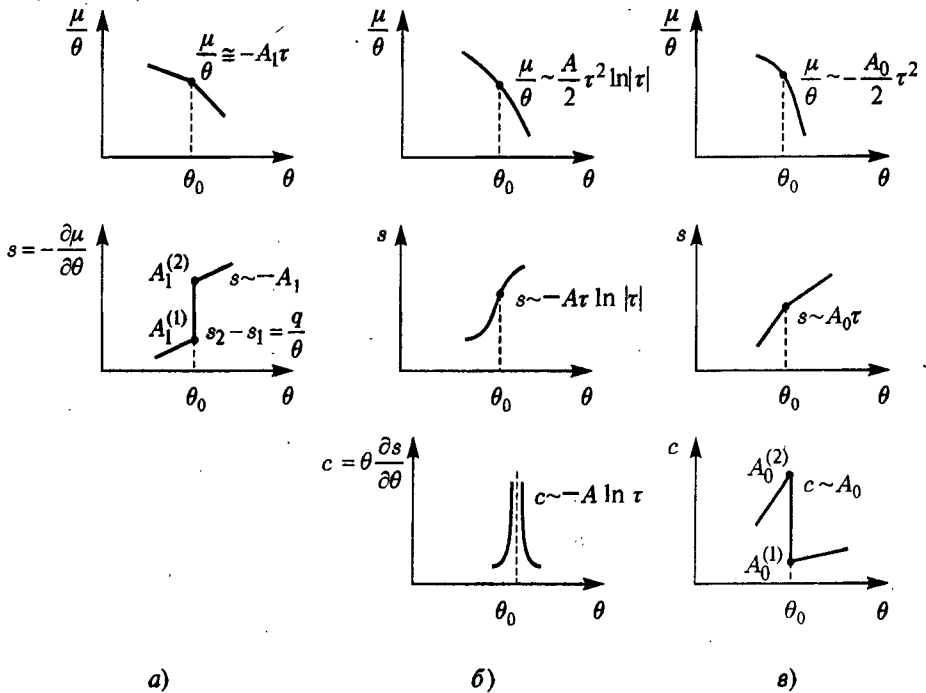 μ/θ
μ/θ ≅ -A₁τ
θ₀
θ
μ/θ
μ/θ ~ A/2 τ² ln|τ|
θ₀
θ
μ/θ
μ/θ ~ - A₀/2 τ²
θ₀
θ
s = - ∂μ/∂θ
A₁⁽²⁾
s ~ -A₁
A₁⁽¹⁾
s₂ - s₁ = q/θ
θ₀
θ
s
s ~ -Aτ ln |τ|
θ₀
θ
s
s ~ A₀τ
θ₀
θ
c = θ ∂s/∂θ
c ~ -A ln τ
θ₀
θ
c
A₀⁽²⁾
c ~ A₀
A₀⁽¹⁾
θ₀
θ
а)
б)
в)